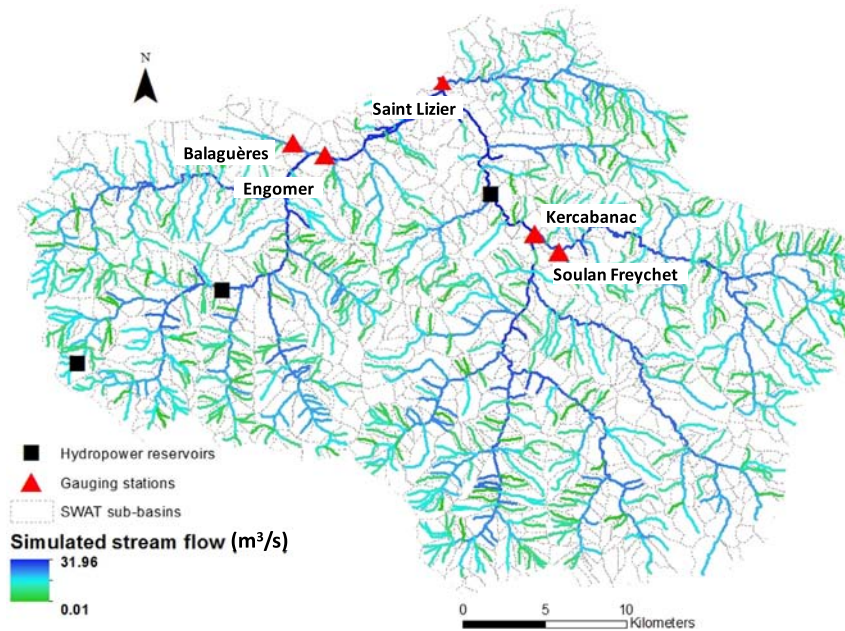 N
Saint Lizier
Balaguères
Engomer
Kercabanac
Soulan Freychet
Hydropower reservoirs
Gauging stations
SWAT sub-basins
Simulated stream flow (m³/s)
31.96
0.01
0 5 10
Kilometers